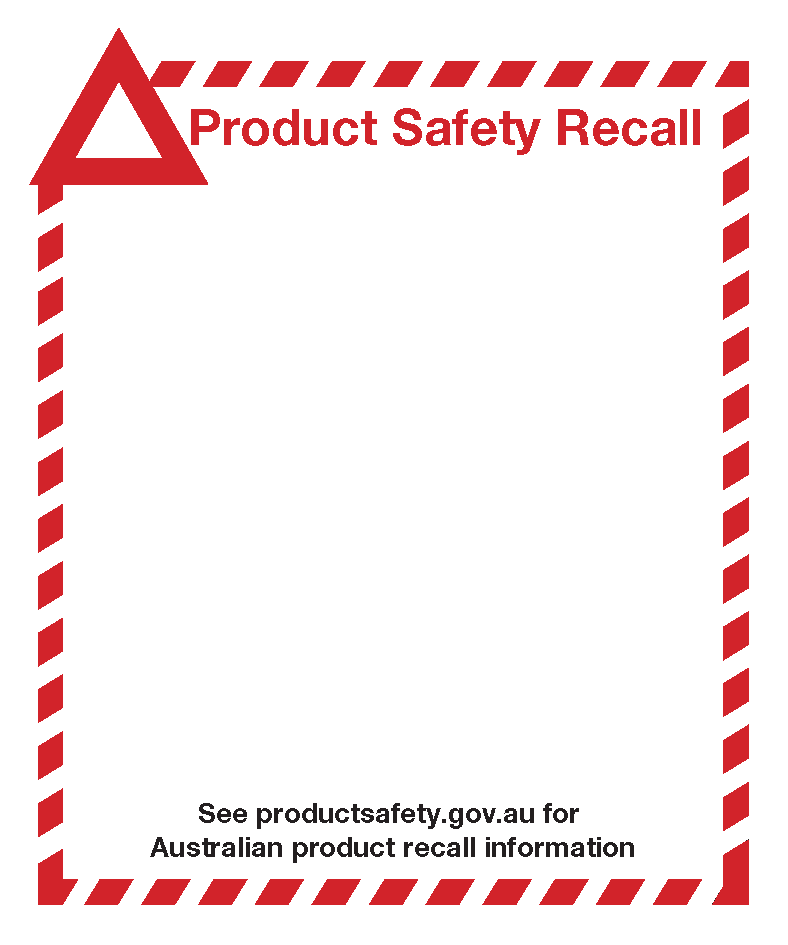 Product Safety Recall
See productsafety.gov.au for
Australian product recall information